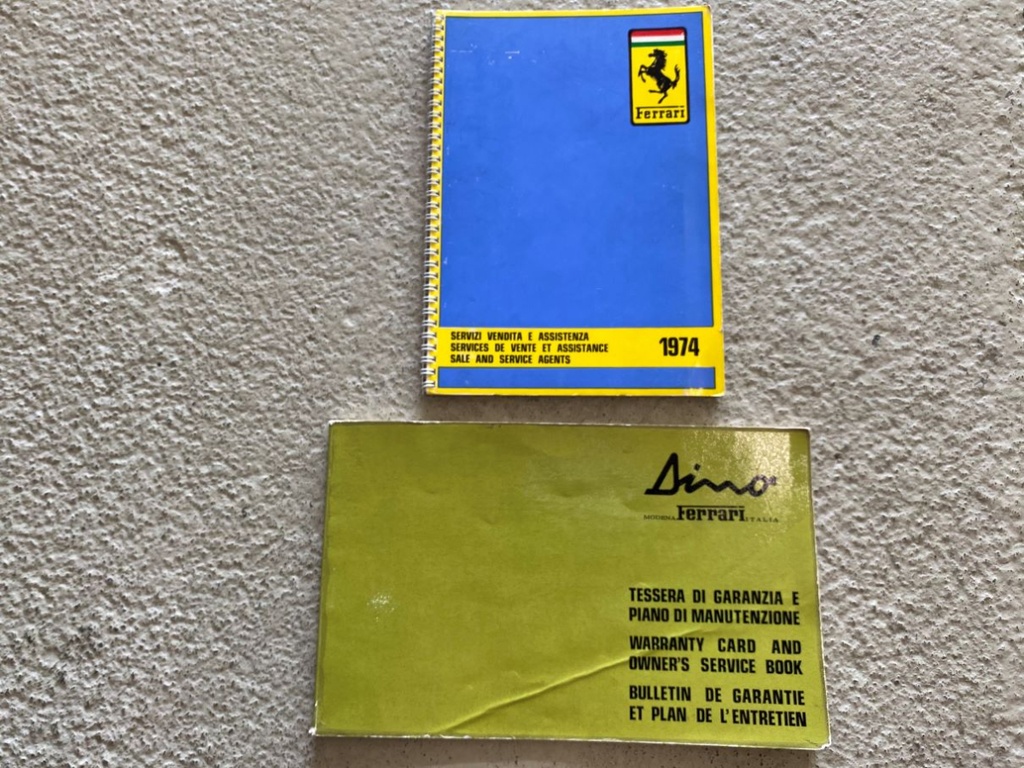 Ferrari
SERVIZI VENDITA E ASSISTENZA
SERVICES DE VENTE ET ASSISTANCE
SALE AND SERVICE AGENTS
1974
Dino
MODENA Ferrari ITALIA
TESSERA DI GARANZIA E
PIANO DI MANUTENZIONE
WARRANTY CARD AND
OWNER'S SERVICE BOOK
BULLETIN DE GARANTIE
ET PLAN DE L'ENTRETIEN